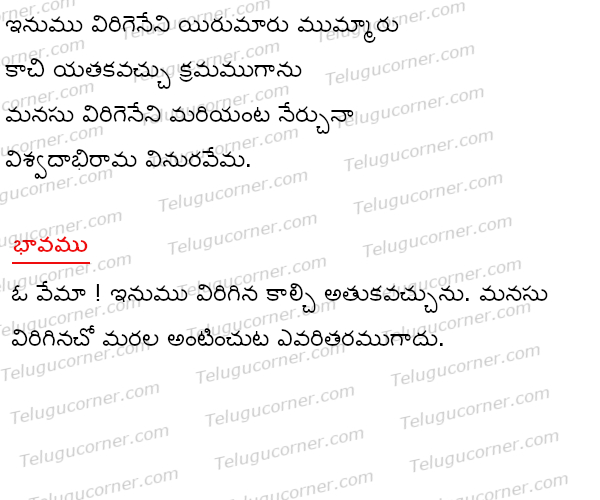 ఇనుము విరిగెనేని యిరుమారు ముమ్మారు
కాచి యతకవచ్చు క్రమముగాను
మనసు విరిగెనేని మరియంట నేర్చునా
విశ్వదాభిరామ వినురవేమ.
భావము
ఓ వేమా ! ఇనుము విరిగిన కాల్చి అతుకవచ్చును. మనసు
విరిగినచో మరల అంటించుట ఎవరితరముగాదు.
Telugucorner.com